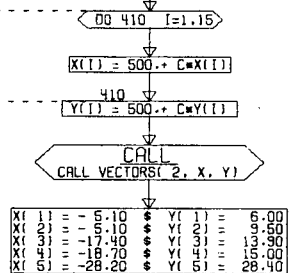 DO 410 I=1,15
X(I) = 500.+ C*X(I)
410
Y(I) = 500.+ C*Y(I)
CALL
CALL VECTORS( 2, X, Y)
X( 1) = - 5.10 $ Y( 1) = 6.00
X( 2) = - 5.10 $ Y( 2) = 9.50
X( 3) = -17.40 $ Y( 3) = 13.90
X( 4) = -18.70 $ Y( 4) = 15.00
X( 5) = -28.20 $ Y( 5) = 28.40